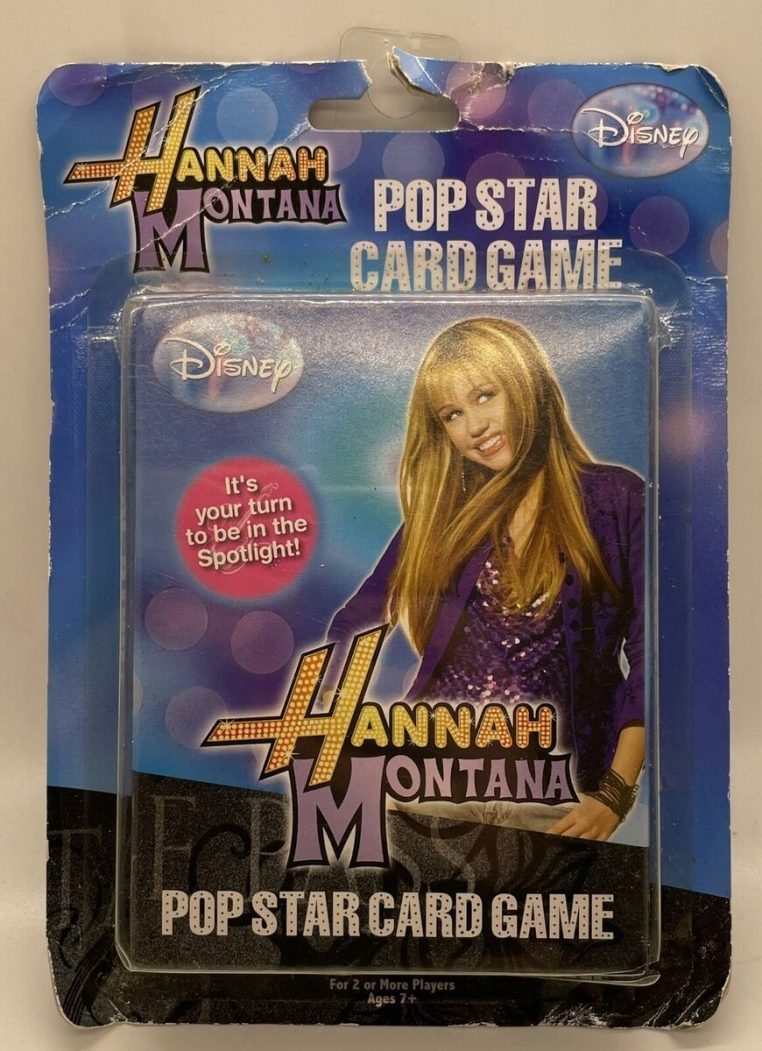 HANNAH
MONTANA
DISNEY
POP STAR
CARD GAME
DISNEY
It's
your turn
to be in the
Spotlight!
HANNAH
MONTANA
POP STAR CARD GAME
For 2 or More Players
Ages 7+